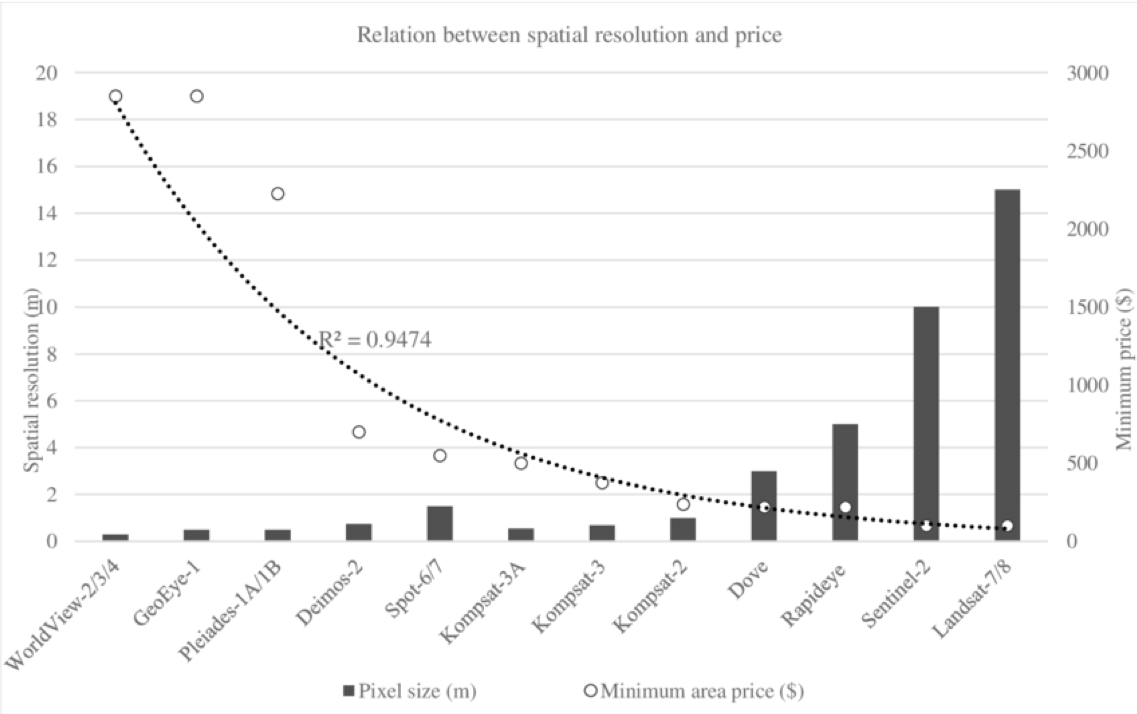 Relation between spatial resolution and price
20
18
16
14
12
10
8
6
4
2
0
Spatial resolution (m)
3000
2500
2000
1500
1000
500
0
Minimum price ($)
R² = 0.9474
WorldView-2/3/4
GeoEye-1
Pleiades-1A/1B
Deimos-2
Spot-6/7
Kompsat-3A
Kompsat-3
Kompsat-2
Dove
Rapideye
Sentinel-2
Landsat-7/8
Pixel size (m)
Minimum area price ($)